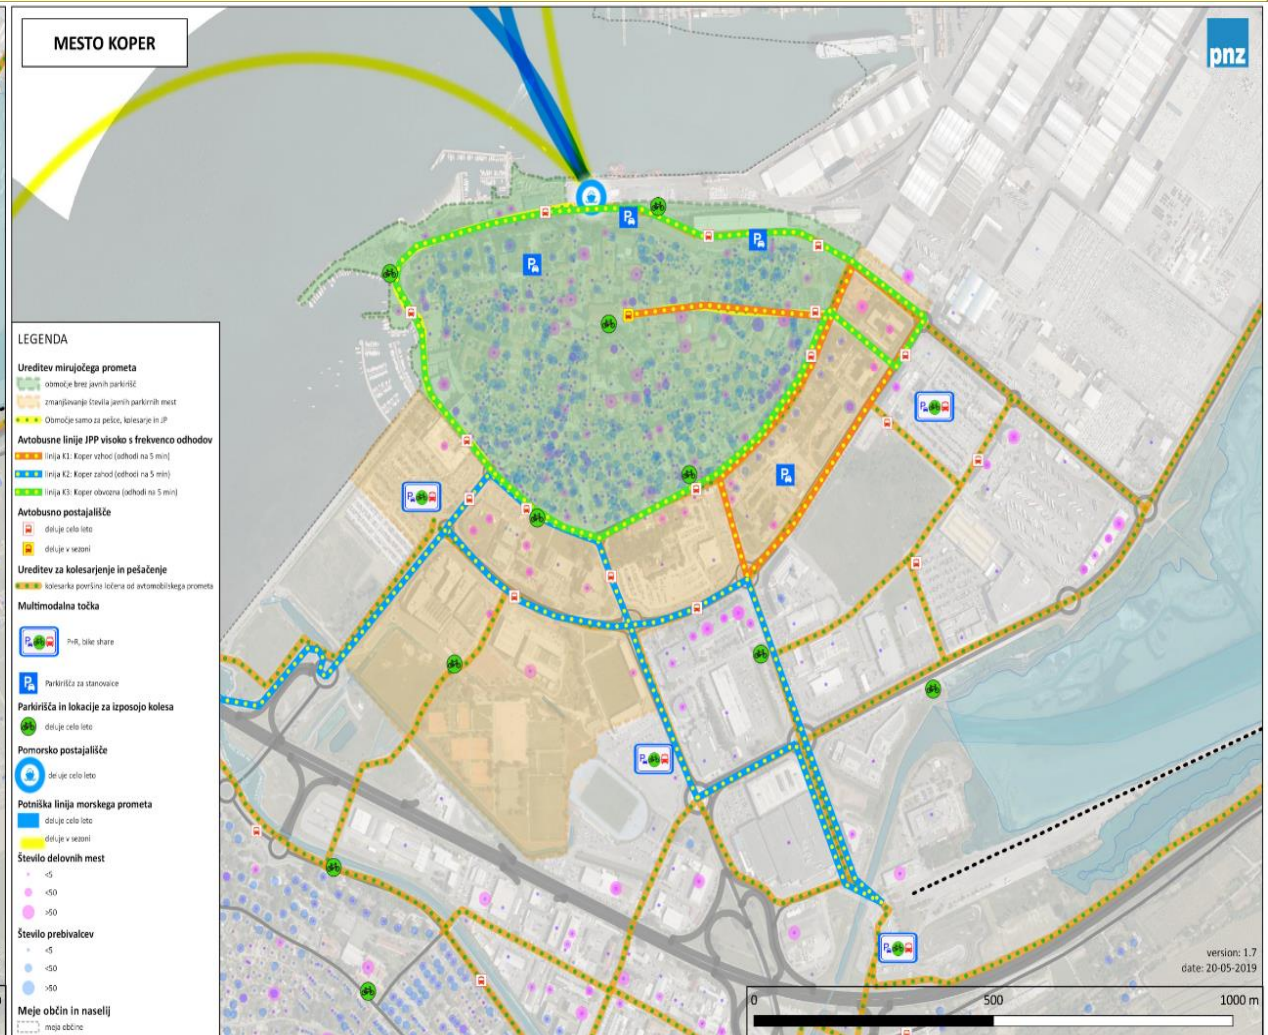 MESTO KOPER
pnz
LEGENDA
Ureditev mirujočega prometa
območje brez javnih parkirišč
zmanjševanje števila javnih parkirnih mest
Območje samo za pešce, kolesarje in JP
Avtobusne linije JPP visoko s frekvenco odhodov
linija K1: Koper vzhod (odhodi na 5 min)
linija K2: Koper zahod (odhodi na 5 min)
linija K3: Koper obvozna (odhodi na 5 min)
Avtobusno postajališče
deluje celo leto
deluje v sezoni
Ureditev za kolesarjenje in pešačenje
kolesarka površina ločena od avtomobilskega prometa
Multimodalna točka
P+R, bike share
Parkirišča za stanovalce
Parkirišča in lokacije za izposojo kolesa
deluje celo leto
Pomorsko postajališče
deluje celo leto
Potniška linija morskega prometa
deluje celo leto
deluje v sezoni
Število delovnih mest
<5
<50
>50
Število prebivalcev
<5
<50
>50
Meje občin in naselij
meja občine
version: 1.7
date: 20-05-2019
0 500 1000 m